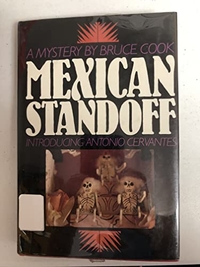 A MYSTERY BY BRUCE COOK
MEXICAN
STANDOFF
INTRODUCING ANTONIO CERVANTES